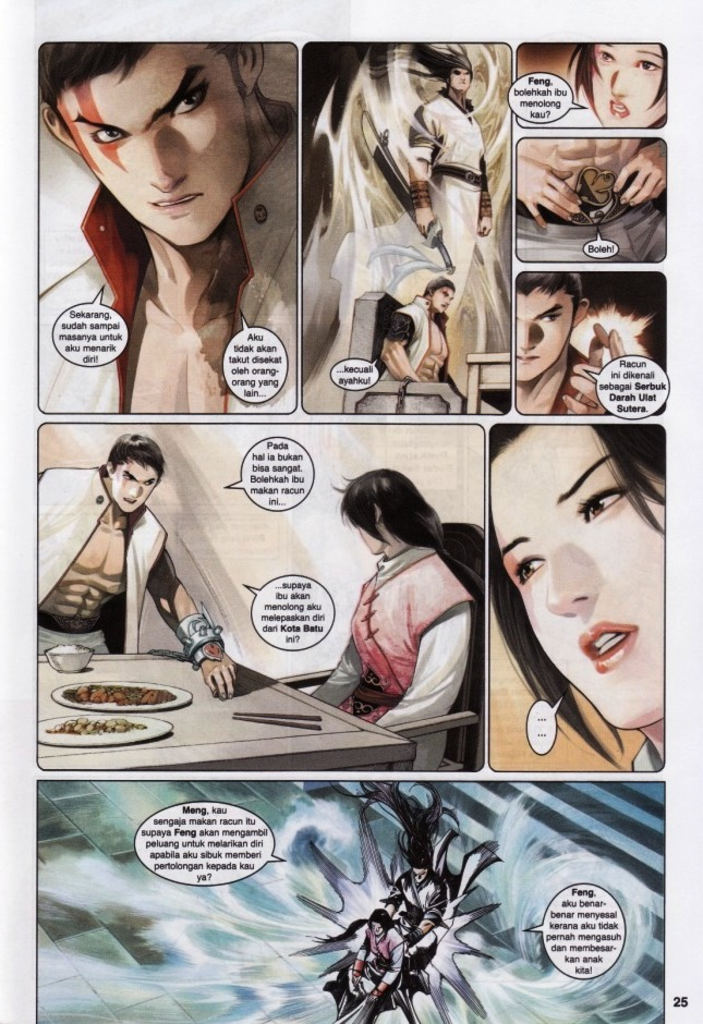 Sekarang,
sudah sampai
masanya untuk
aku menarik
diri!
Aku
tidak akan
takut disekat
oleh orang-
orang yang
lain...
...kecuali
ayahku!
Feng,
bolehkah ibu
menolong
kau?
Boleh!
Racun
ini dikenali
sebagai Serbuk
Darah Ulat
Sutera.
Pada
hal ia bukan
bisa sangat.
Bolehkah ibu
makan racun
ini...
...supaya
ibu akan
menolong aku
melepaskan diri
dari Kota Batu
ini?
...
...
Meng, kau
sengaja makan racun itu
supaya Feng akan mengambil
peluang untuk melarikan diri
apabila aku sibuk memberi
pertolongan kepada kau
ya?
Feng,
aku benar-
benar menyesal
kerana aku tidak
pernah mengasuh
dan membesar-
kan anak
kita!
25